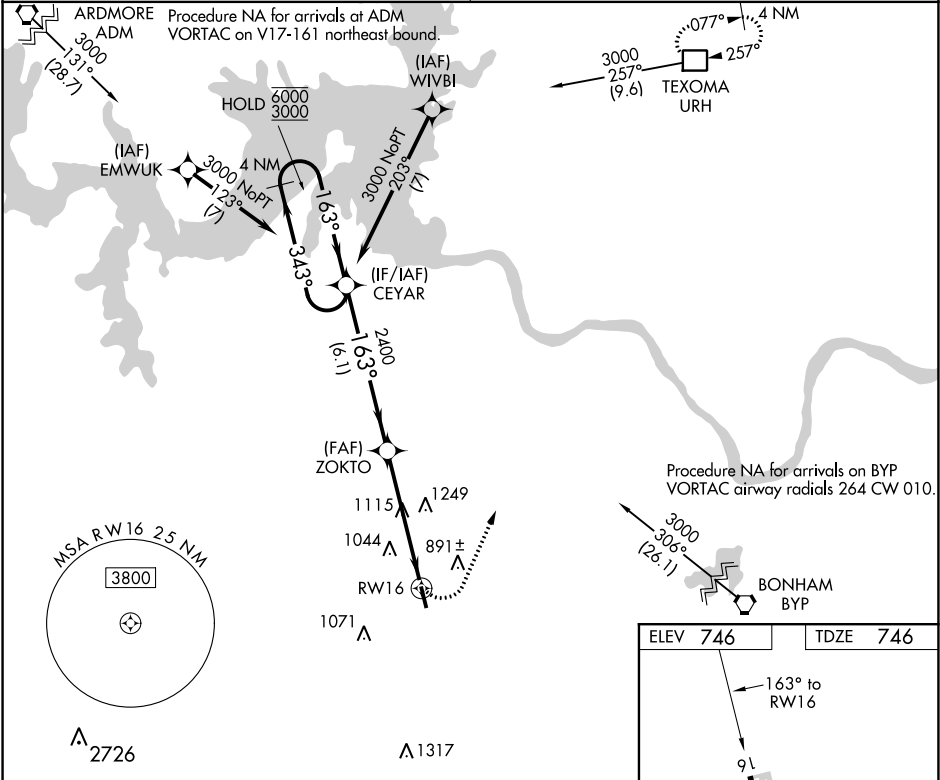 ARDMORE
ADM
Procedure NA for arrivals at ADM
VORTAC on V17-161 northeast bound.
3000
131°
(28.7)
077°
4 NM
257°
3000
257°
(9.6)
TEXOMA
URH
(IAF)
WIVBI
HOLD
6000
3000
(IAF)
EMWUK
3000 NoPT
123°
(7)
4 NM
163°
343°
3000 NoPT
203°
(7)
(IF/IAF)
CEYAR
2400
163°
(6.1)
(FAF)
ZOKTO
Procedure NA for arrivals on BYP
VORTAC airway radials 264 CW 010.
1115
1249
1044
891±
RW16
1071
3000
306°
(26.1)
BONHAM
BYP
MSA RW16 25 NM
3800
ELEV 746
TDZE 746
163° to
RW16
16
2726
1317